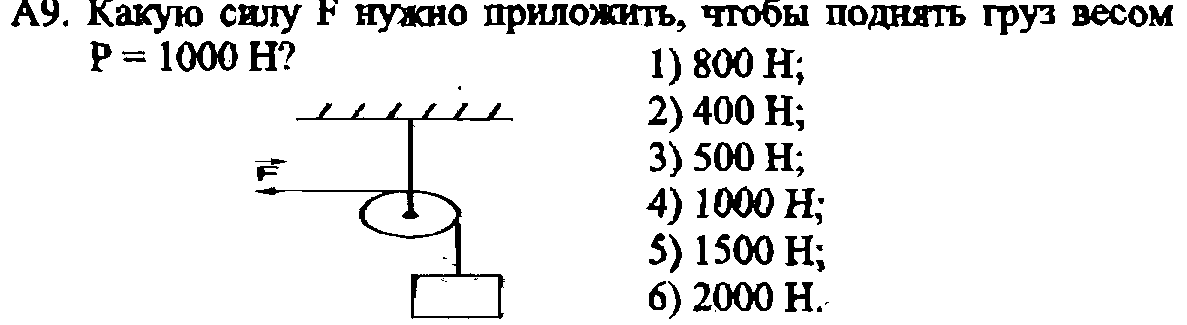 А9. Какую силу F нужно приложить, чтобы поднять груз весом
P = 1000 Н?
1) 800 Н;
2) 400 Н;
3) 500 Н;
4) 1000 Н;
5) 1500 Н;
6) 2000 Н.
F